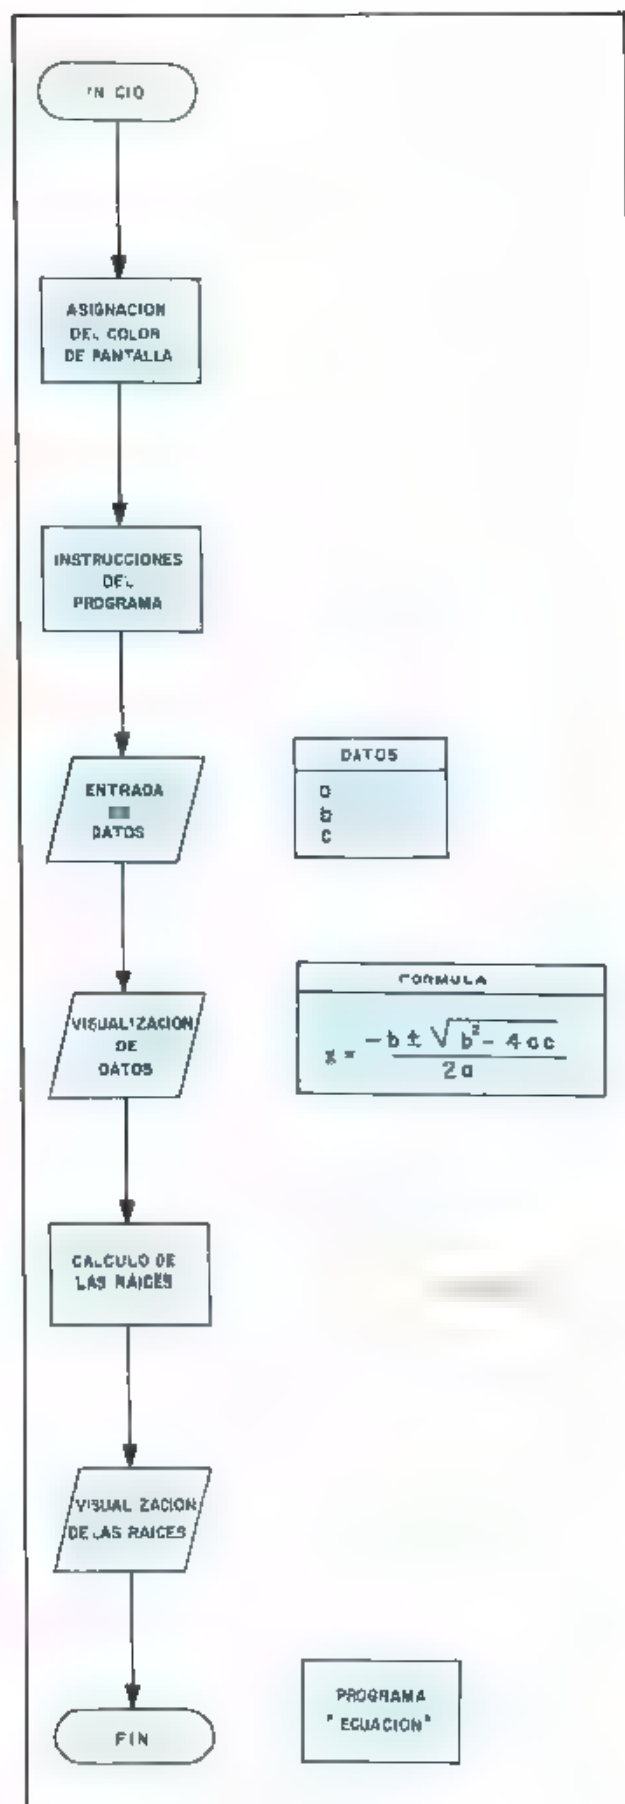 INICIO
ASIGNACION
DEL COLOR
DE PANTALLA
INSTRUCCIONES
DEL
PROGRAMA
ENTRADA
DATOS
DATOS
a
b
c
VISUALIZACION
DE
DATOS
FORMULA
x = -b ± √b² - 4ac / 2a
CALCULO DE
LAS RAICES
VISUALIZACION
DE LAS RAICES
FIN
PROGRAMA
"ECUACION"